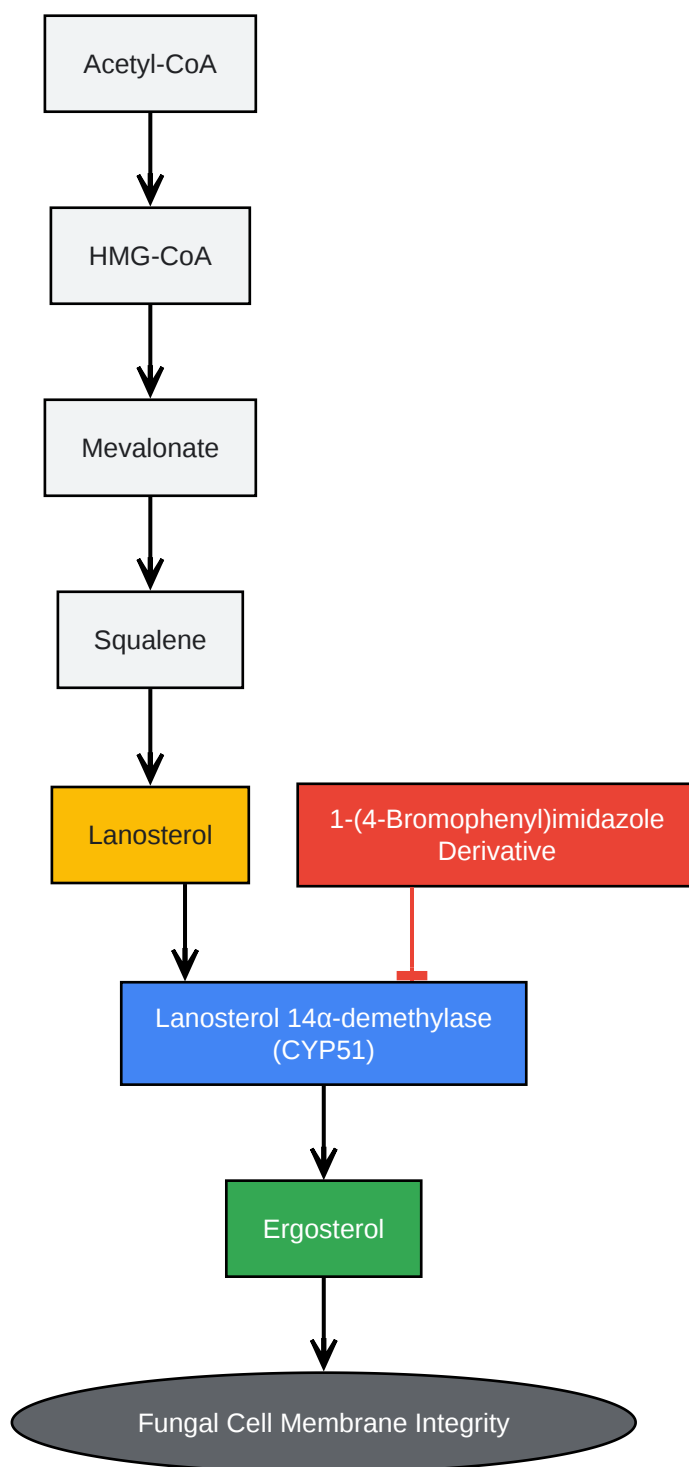 Acetyl-CoA
HMG-CoA
Mevalonate
Squalene
Lanosterol
1-(4-Bromophenyl)imidazole
Derivative
Lanosterol 14α-demethylase
(CYP51)
Ergosterol
Fungal Cell Membrane Integrity